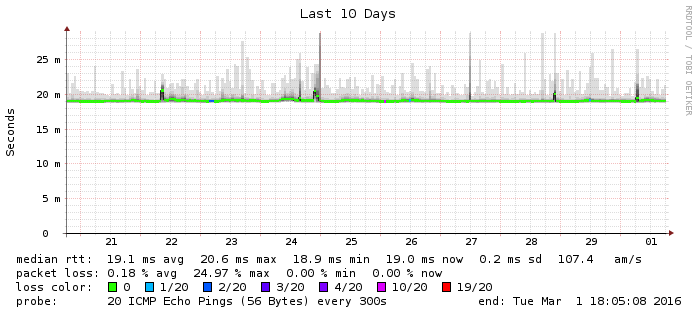 Last 10 Days
RRDTOOL / TOBI OETIKER
Seconds
25 m
20 m
15 m
10 m
5 m
0
21 22 23 24 25 26 27 28 29 01
median rtt: 19.1 ms avg 20.6 ms max 18.9 ms min 19.0 ms now 0.2 ms sd 107.4 am/s
packet loss: 0.18 % avg 24.97 % max 0.00 % min 0.00 % now
loss color: 0 1/20 2/20 3/20 4/20 10/20 19/20
probe: 20 ICMP Echo Pings (56 Bytes) every 300s end: Tue Mar 1 18:05:08 2016